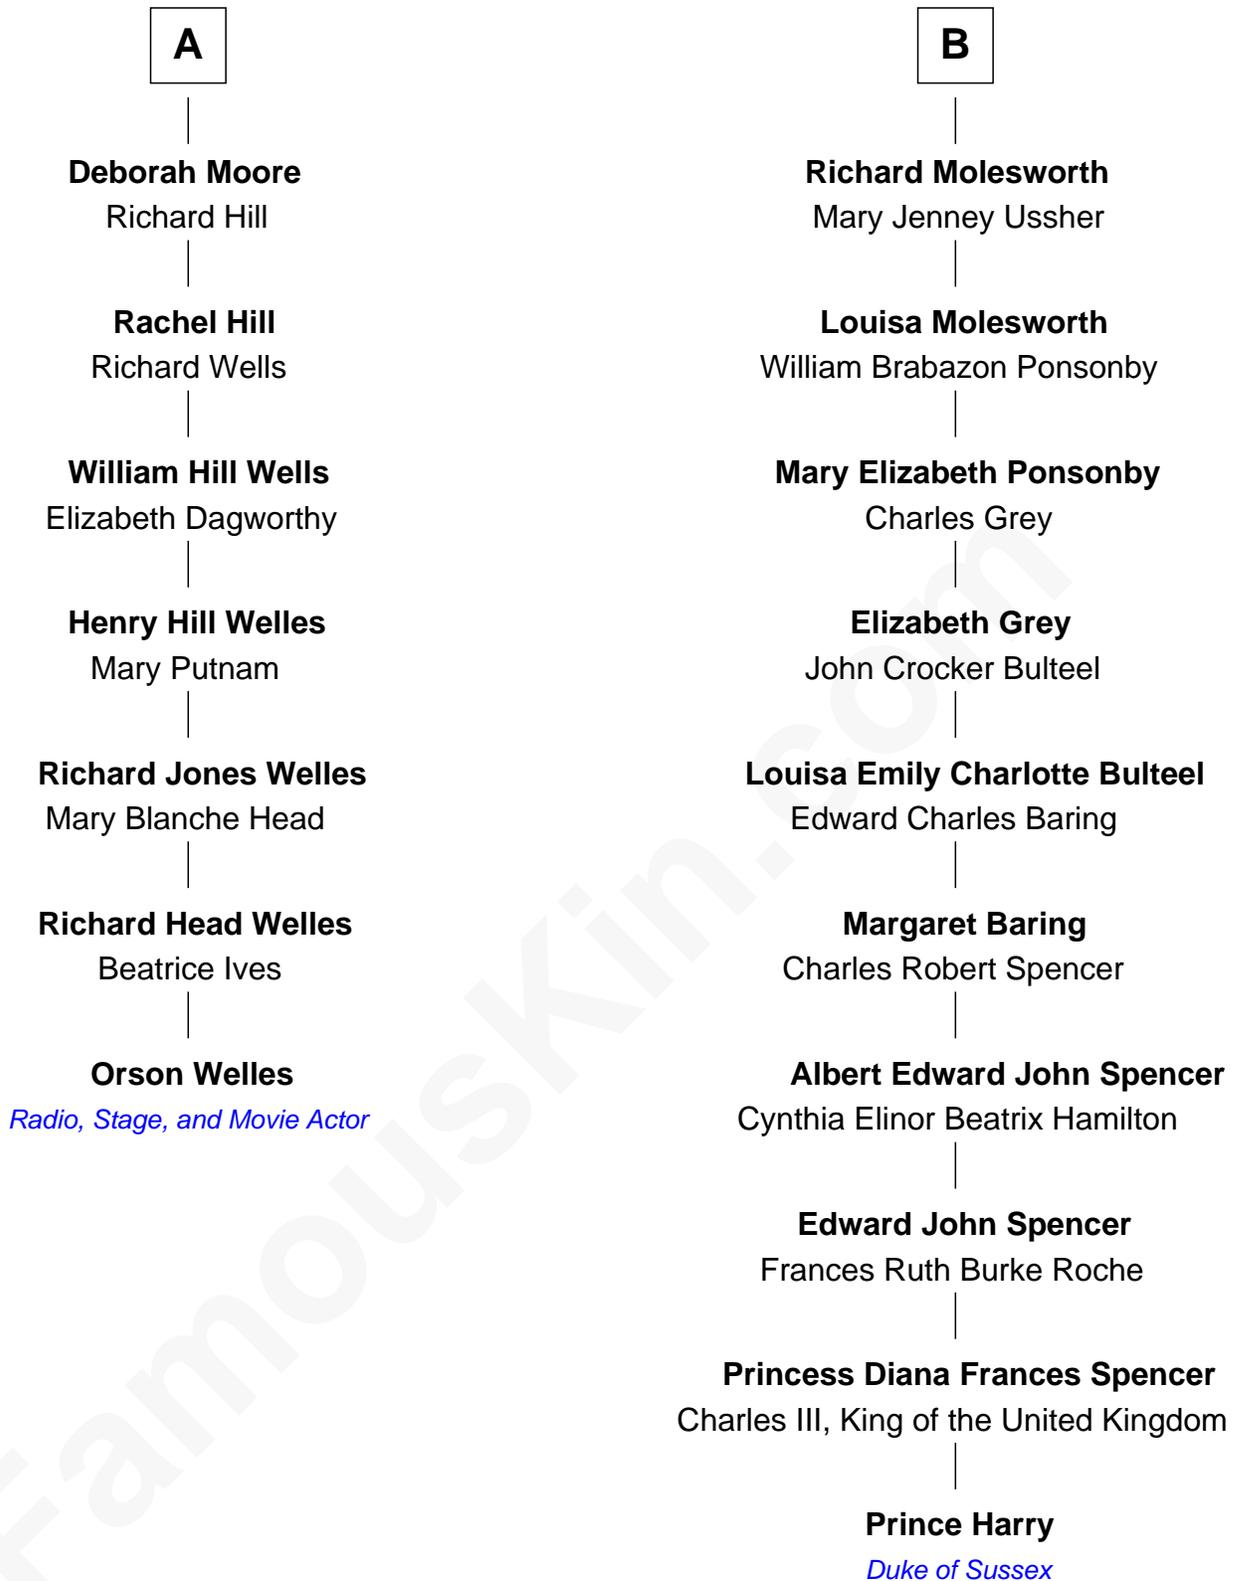 A
Deborah Moore
Richard Hill
Rachel Hill
Richard Wells
William Hill Wells
Elizabeth Dagworthy
Henry Hill Welles
Mary Putnam
Richard Jones Welles
Mary Blanche Head
Richard Head Welles
Beatrice Ives
Orson Welles
Radio, Stage, and Movie Actor
B
Richard Molesworth
Mary Jenney Ussher
Louisa Molesworth
William Brabazon Ponsonby
Mary Elizabeth Ponsonby
Charles Grey
Elizabeth Grey
John Crocker Bulteel
Louisa Emily Charlotte Bulteel
Edward Charles Baring
Margaret Baring
Charles Robert Spencer
Albert Edward John Spencer
Cynthia Elinor Beatrix Hamilton
Edward John Spencer
Frances Ruth Burke Roche
Princess Diana Frances Spencer
Charles III, King of the United Kingdom
Prince Harry
Duke of Sussex
FamousKin.com